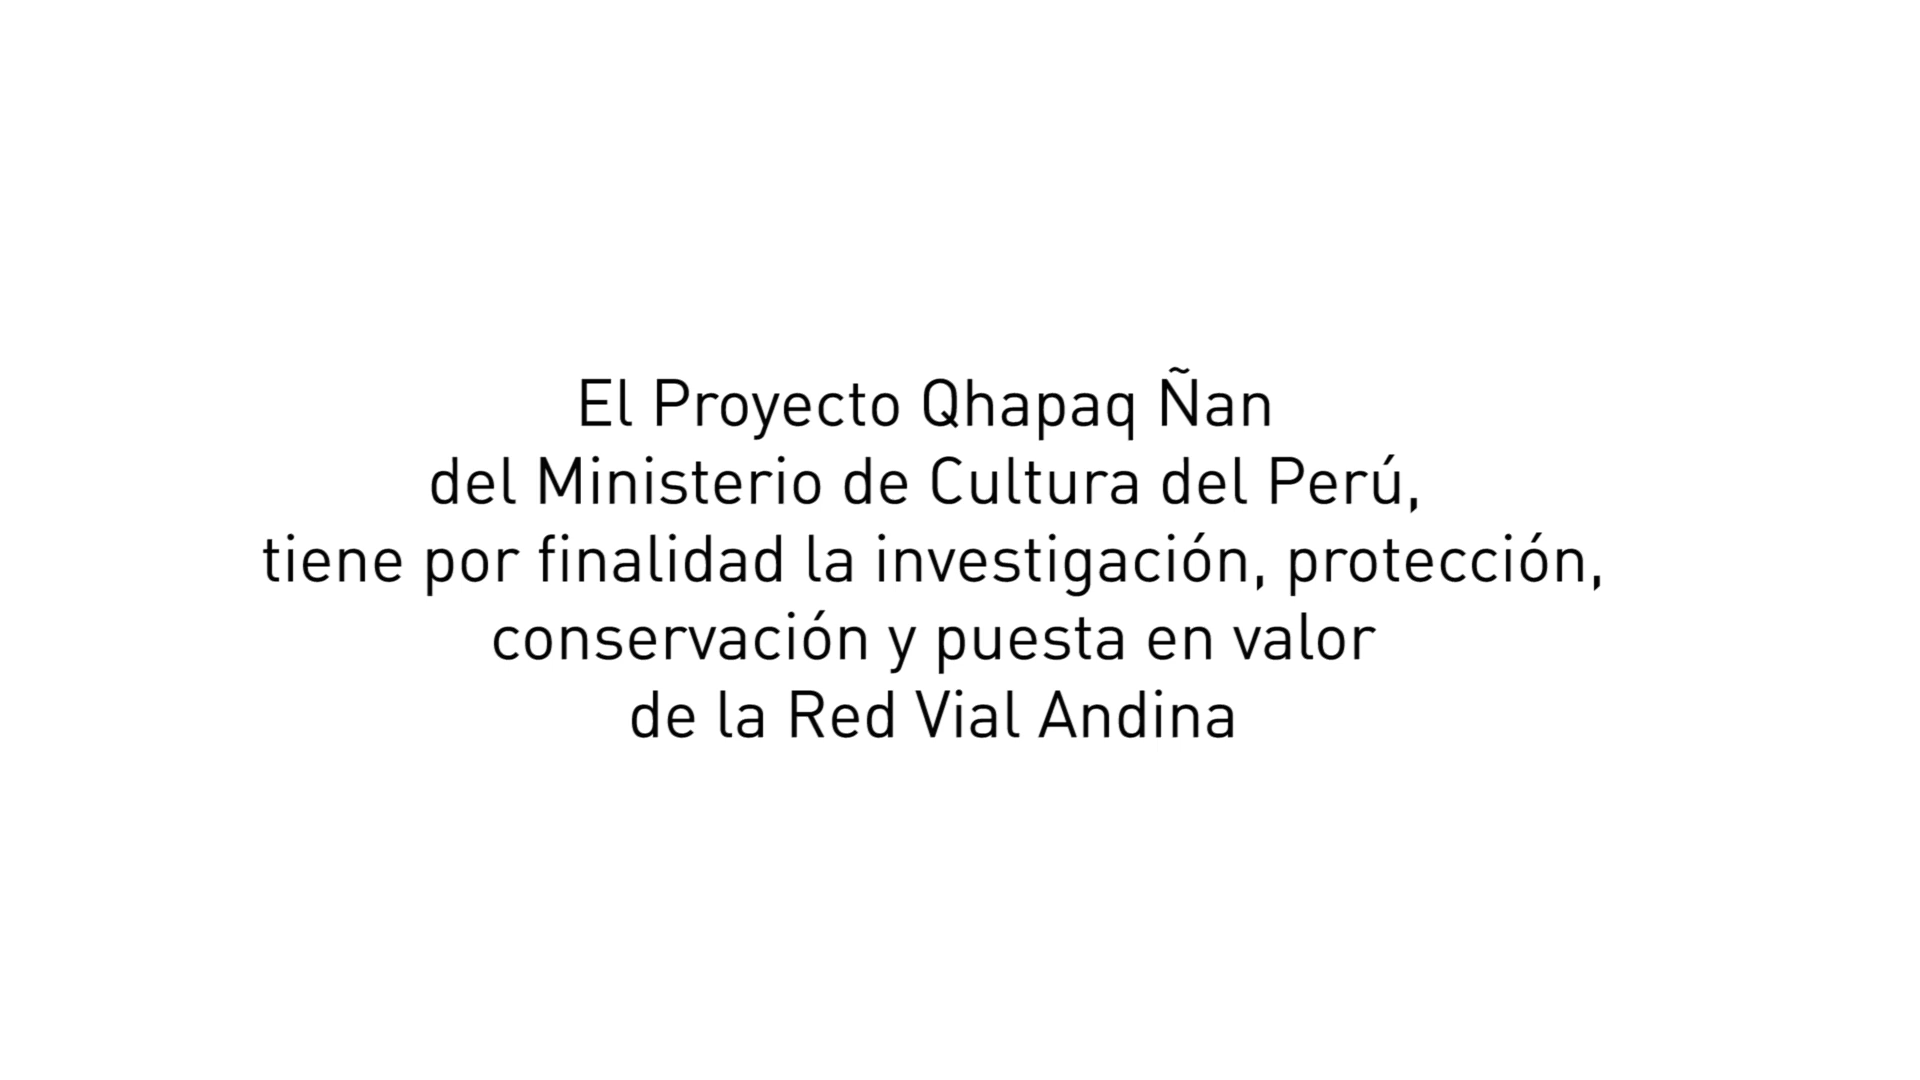 El Proyecto Qhapaq Ñan
del Ministerio de Cultura del Perú,
tiene por finalidad la investigación, protección,
conservación y puesta en valor
de la Red Vial Andina